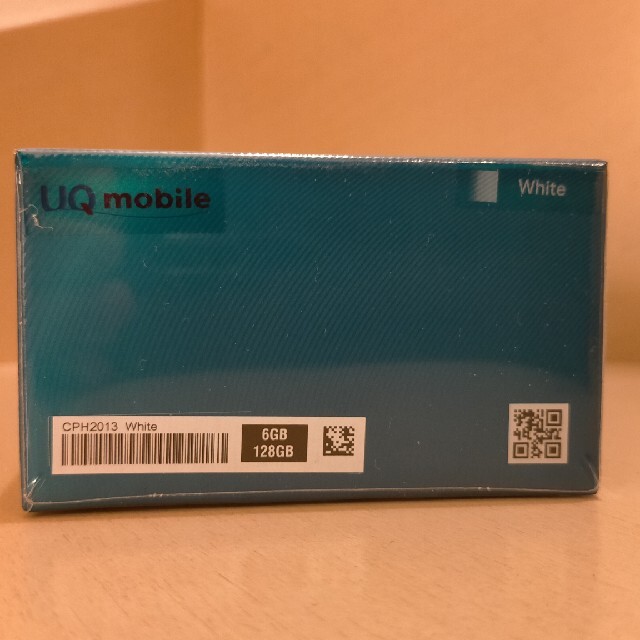 UQ mobile
White
CPH2013 White
6GB
128GB